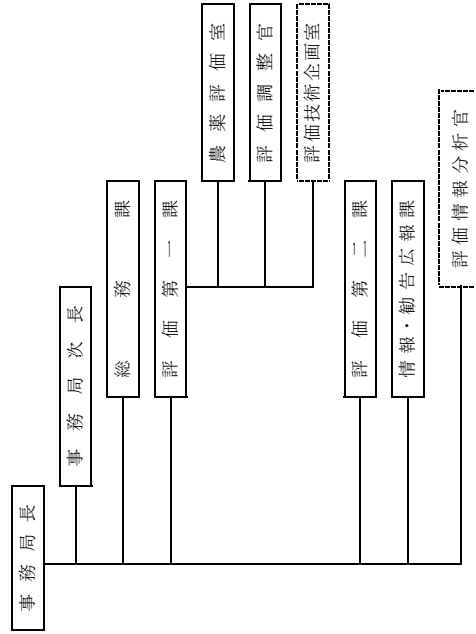 事務局長
事務局次長
総務課
評価第一課
農薬評価室
評価調整官
評価技術企画室
評価第二課
情報・勧告広報課
評価情報分析官